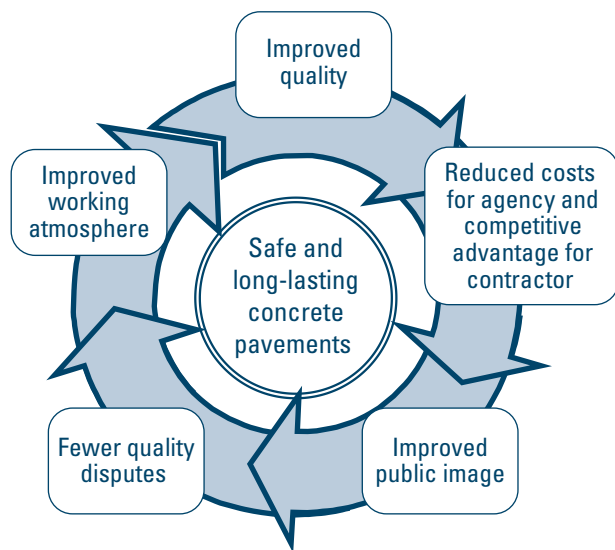 Improved
quality
Reduced costs
for agency and
competitive
advantage for
contractor
Improved
public image
Fewer quality
disputes
Improved
working
atmosphere
Safe and
long-lasting
concrete
pavements